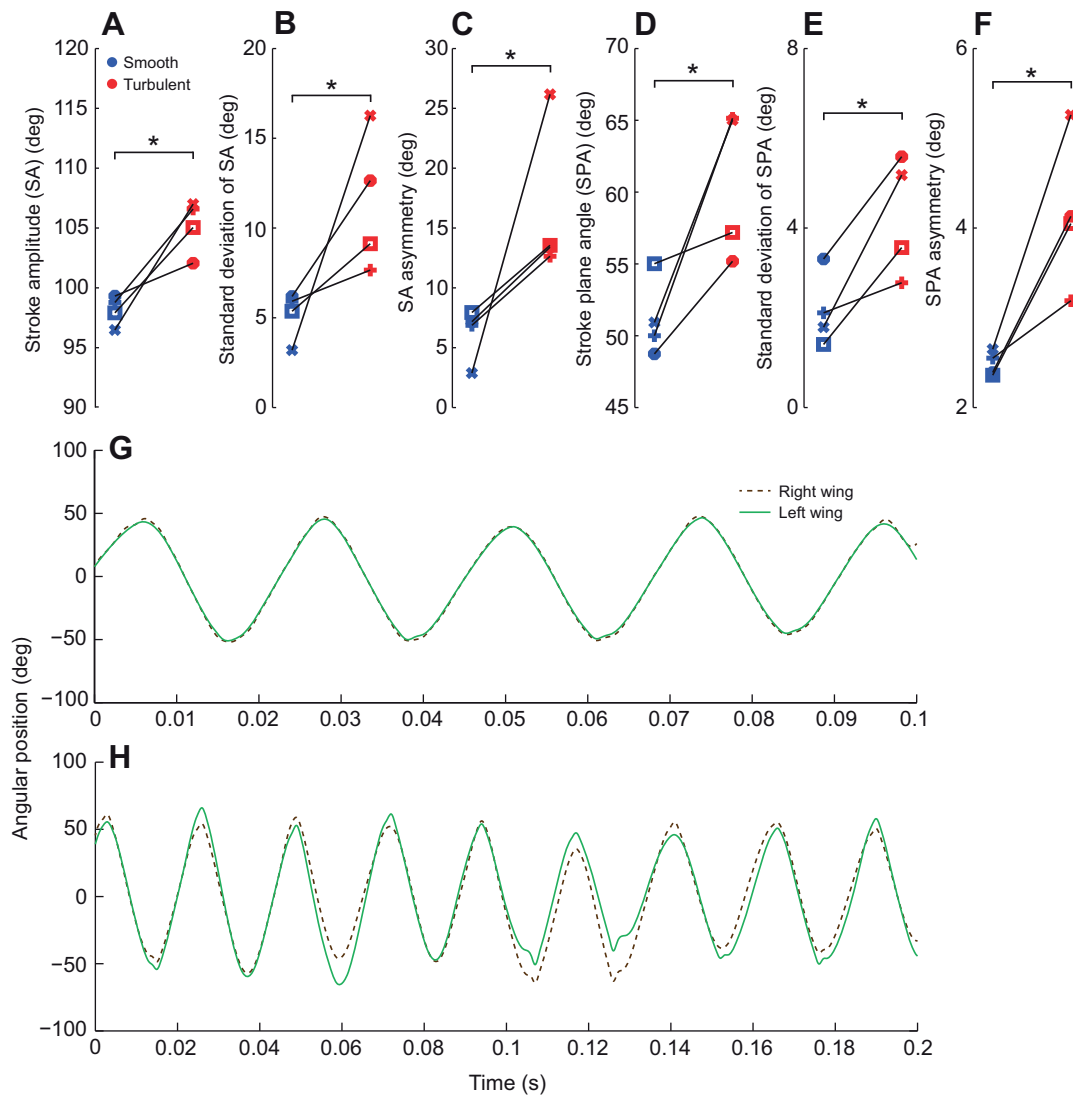 A
B
C
D
E
F
Stroke amplitude (SA) (deg)
120
115
110
105
100
95
90
Smooth
Turbulent
*
Standard deviation of SA (deg)
20
15
10
5
0
*
SA asymmetry (deg)
30
25
20
15
10
5
0
*
Stroke plane angle (SPA) (deg)
70
65
60
55
50
45
*
Standard deviation of SPA (deg)
8
4
0
*
SPA asymmetry (deg)
6
4
2
*
G
100
50
0
−50
−100
Right wing
Left wing
0 0.01 0.02 0.03 0.04 0.05 0.06 0.07 0.08 0.09 0.1
Angular position (deg)
H
100
50
0
−50
−100
0 0.02 0.04 0.06 0.08 0.1 0.12 0.14 0.16 0.18 0.2
Time (s)